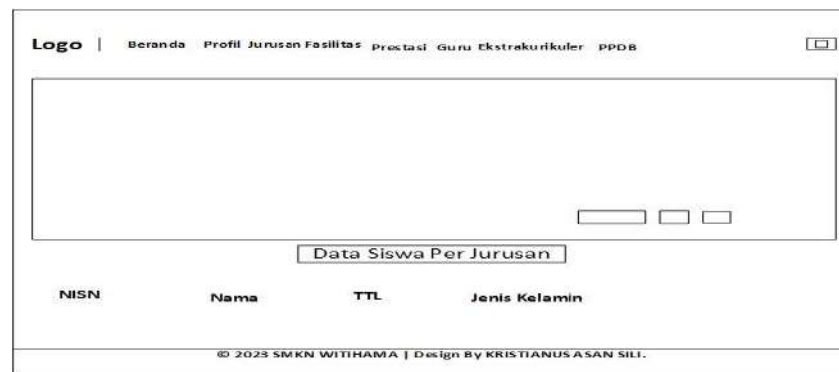 Logo | Beranda Profil Jurusan Fasilitas Prestasi Guru Ekstrakurikuler PPDB
Data Siswa Per Jurusan
NISN Nama TTL Jenis Kelamin
© 2023 SMKN WITIHAMA | Design By KRISTIANUS ASAN SILI.